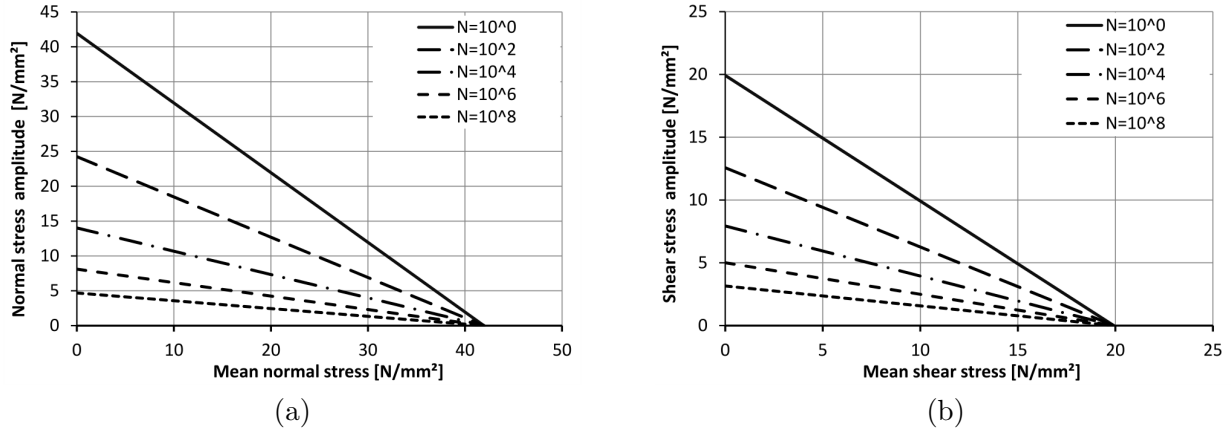 Normal stress amplitude [N/mm²]
45
40
35
30
25
20
15
10
5
0
0 10 20 30 40 50
Mean normal stress [N/mm²]
N=10^0
N=10^2
N=10^4
N=10^6
N=10^8
(a)
Shear stress amplitude [N/mm²]
25
20
15
10
5
0
0 5 10 15 20 25
Mean shear stress [N/mm²]
N=10^0
N=10^2
N=10^4
N=10^6
N=10^8
(b)